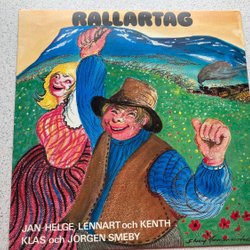 RALLARTAG
JAN-HELGE, LENNART och KENTH
KLAS och JÖRGEN SMEBY